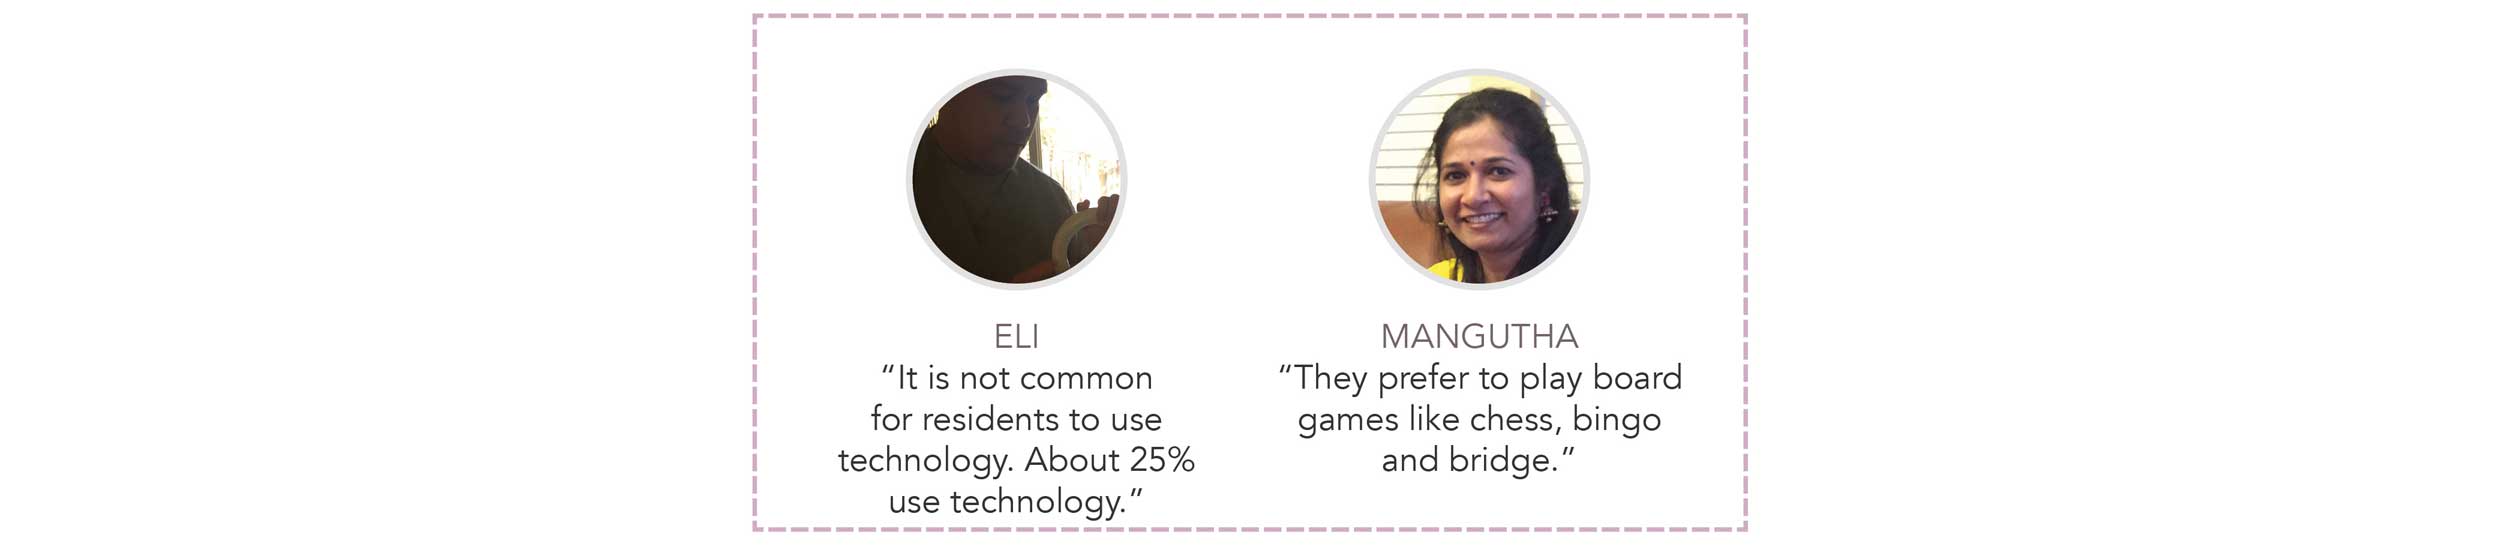 ELI
“It is not common
for residents to use
technology. About 25%
use technology.”
MANGUTHA
“They prefer to play board
games like chess, bingo
and bridge.”